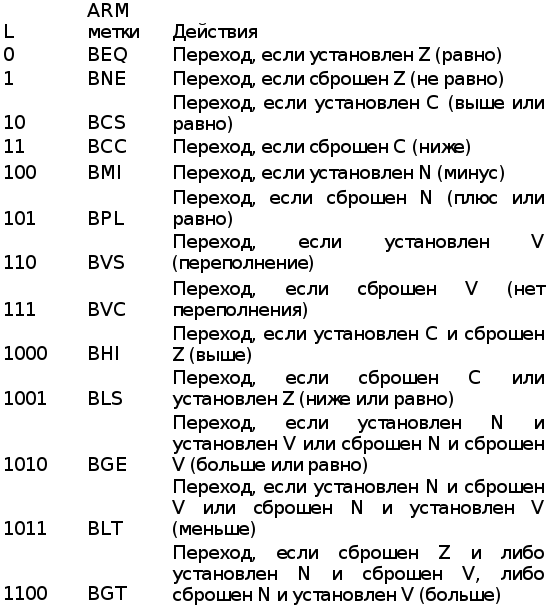 ARM
L метки Действия
0 BEQ Переход, если установлен Z (равно)
1 BNE Переход, если сброшен Z (не равно)
Переход, если установлен C (выше или
10 BCS равно)
11 BCC Переход, если сброшен C (ниже)
100 BMI Переход, если установлен N (минус)
Переход, если сброшен N (плюс или
101 BPL равно)
Переход, если установлен V
110 BVS (переполнение)
Переход, если сброшен V (нет
111 BVC переполнения)
Переход, если установлен C и сброшен
1000 BHI Z (выше)
Переход, если сброшен C или
1001 BLS установлен Z (ниже или равно)
Переход, если установлен N и
установлен V или сброшен N и сброшен
1010 BGE V (больше или равно)
Переход, если установлен N и сброшен
V или сброшен N и установлен V
1011 BLT (меньше)
Переход, если сброшен Z и либо
установлен N и сброшен V, либо
1100 BGT сброшен N и установлен V (больше)